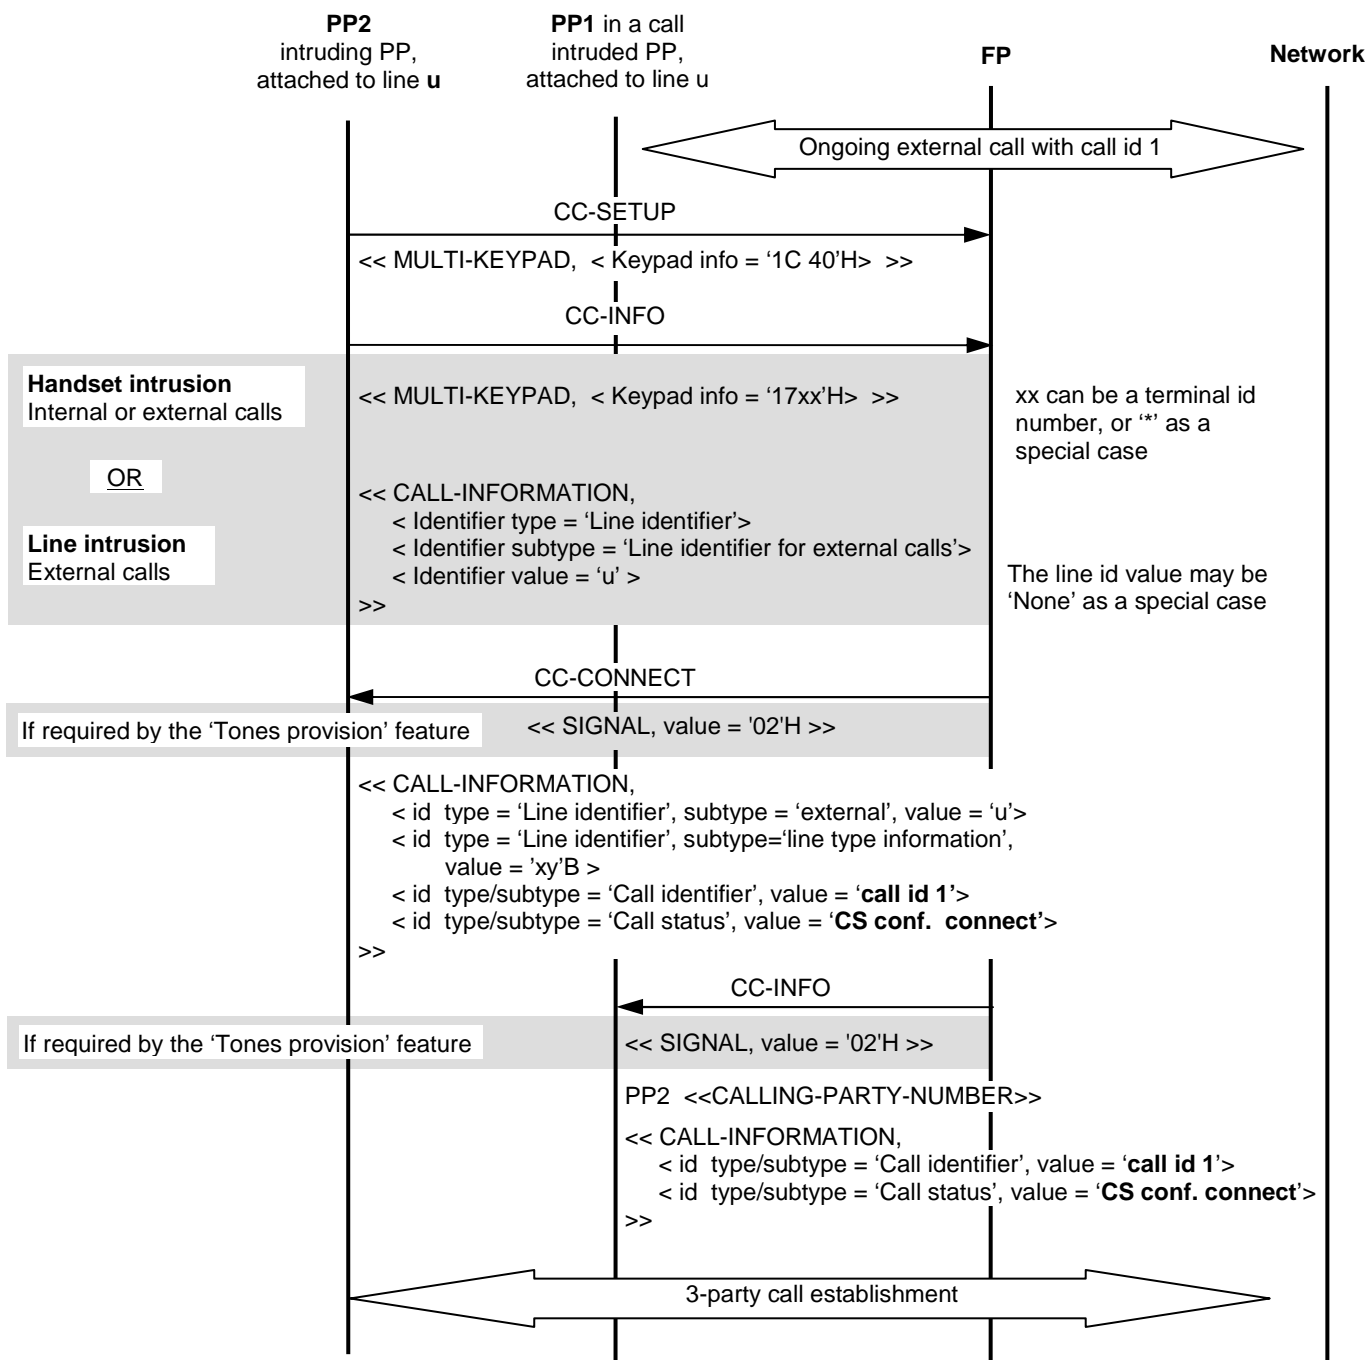 PP2
intruding PP,
attached to line u
PP1 in a call
intruded PP,
attached to line u
FP
Network
Ongoing external call with call id 1
CC-SETUP
<< MULTI-KEYPAD, < Keypad info = ‘1C 40’H> >>
CC-INFO
Handset intrusion
Internal or external calls
<< MULTI-KEYPAD, < Keypad info = ‘17xx’H> >>
xx can be a terminal id
number, or ‘*’ as a
special case
OR
Line intrusion
External calls
<< CALL-INFORMATION,
< Identifier type = ‘Line identifier’>
< Identifier subtype = ‘Line identifier for external calls’>
< Identifier value = ‘u’ >
>>
The line id value may be
‘None’ as a special case
CC-CONNECT
If required by the ‘Tones provision’ feature
<< SIGNAL, value = '02'H >>
<< CALL-INFORMATION,
< id type = ‘Line identifier’, subtype = ‘external’, value = ‘u’>
< id type = ‘Line identifier’, subtype=‘line type information’,
value = ’xy’B >
< id type/subtype = ‘Call identifier’, value = ‘call id 1’>
< id type/subtype = ‘Call status’, value = ‘CS conf. connect’>
>>
CC-INFO
If required by the ‘Tones provision’ feature
<< SIGNAL, value = '02'H >>
PP2 <<CALLING-PARTY-NUMBER>>
<< CALL-INFORMATION,
< id type/subtype = ‘Call identifier’, value = ‘call id 1’>
< id type/subtype = ‘Call status’, value = ‘CS conf. connect’>
>>
3-party call establishment